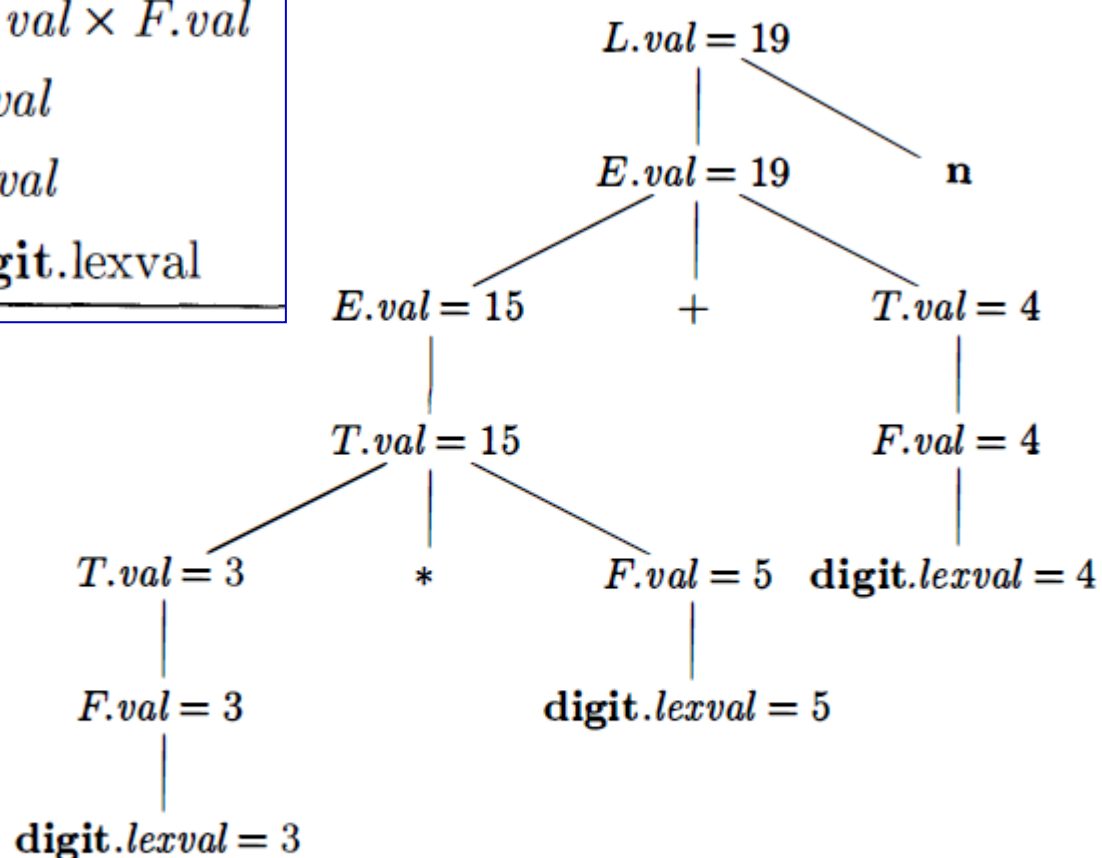 val × F.val
val
val
git.lexval
L.val = 19
E.val = 19 n
E.val = 15 + T.val = 4
T.val = 15 F.val = 4
T.val = 3 * F.val = 5 digit.lexval = 4
F.val = 3 digit.lexval = 5
digit.lexval = 3